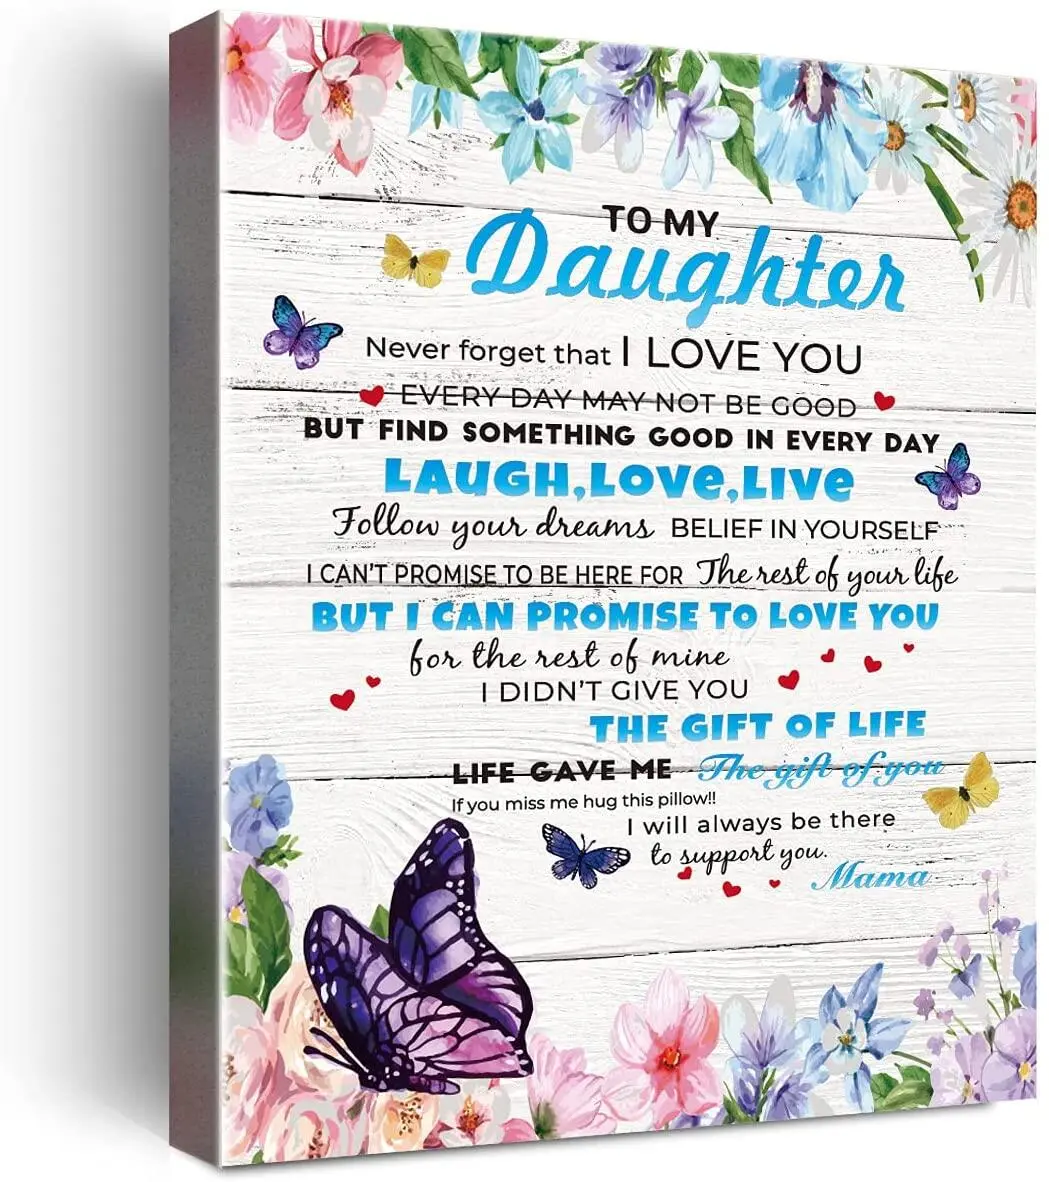 TO MY
Daughter
Never forget that I LOVE YOU
EVERY DAY MAY NOT BE GOOD
BUT FIND SOMETHING GOOD IN EVERY DAY
LAUGH,LOVE,LIVE
Follow your dreams BELIEF IN YOURSELF
I CAN'T PROMISE TO BE HERE FOR The rest of your life
BUT I CAN PROMISE TO LOVE YOU
for the rest of mine
I DIDN'T GIVE YOU
THE GIFT OF LIFE
LIFE GAVE ME The gift of you
If you miss me hug this pillow!!
I will always be there
to support you.
Mama